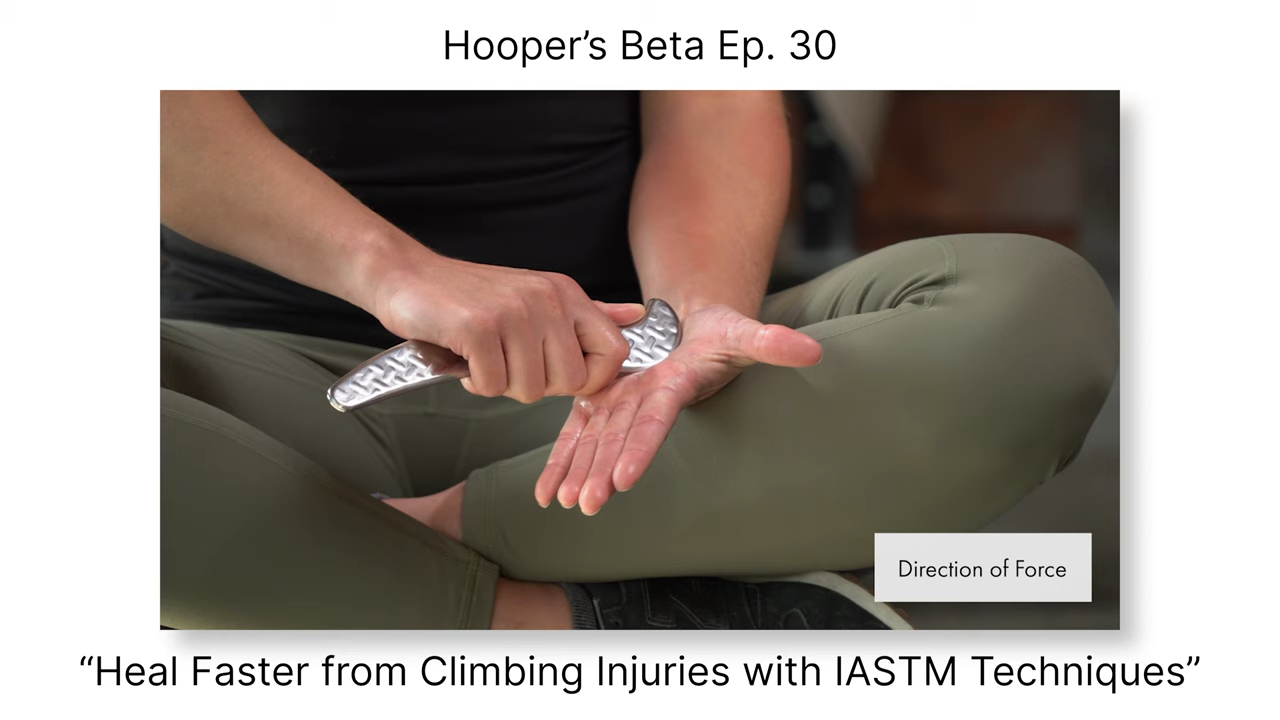 Hooper’s Beta Ep. 30
Direction of Force
“Heal Faster from Climbing Injuries with IASTM Techniques”